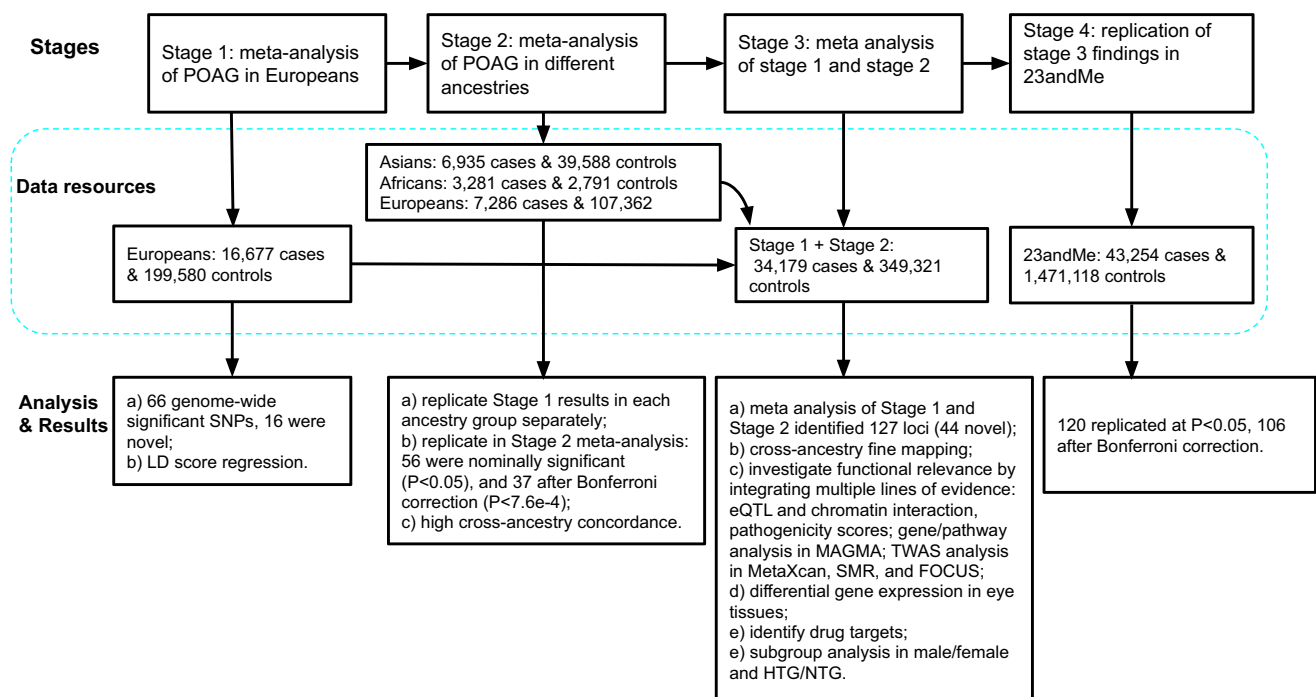 Stages
Stage 1: meta-analysis
of POAG in Europeans
Stage 2: meta-analysis
of POAG in different
ancestries
Stage 3: meta analysis
of stage 1 and stage 2
Stage 4: replication of
stage 3 findings in
23andMe
Data resources
Asians: 6,935 cases & 39,588 controls
Africans: 3,281 cases & 2,791 controls
Europeans: 7,286 cases & 107,362
Europeans: 16,677 cases
& 199,580 controls
Stage 1 + Stage 2:
34,179 cases & 349,321
controls
23andMe: 43,254 cases &
1,471,118 controls
Analysis
& Results
a) 66 genome-wide
significant SNPs, 16 were
novel;
b) LD score regression.
a) replicate Stage 1 results in each
ancestry group separately;
b) replicate in Stage 2 meta-analysis:
56 were nominally significant
(P<0.05), and 37 after Bonferroni
correction (P<7.6e-4);
c) high cross-ancestry concordance.
a) meta analysis of Stage 1 and
Stage 2 identified 127 loci (44 novel);
b) cross-ancestry fine mapping;
c) investigate functional relevance by
integrating multiple lines of evidence:
eQTL and chromatin interaction,
pathogenicity scores; gene/pathway
analysis in MAGMA; TWAS analysis
in MetaXcan, SMR, and FOCUS;
d) differential gene expression in eye
tissues;
e) identify drug targets;
e) subgroup analysis in male/female
and HTG/NTG.
120 replicated at P<0.05, 106
after Bonferroni correction.